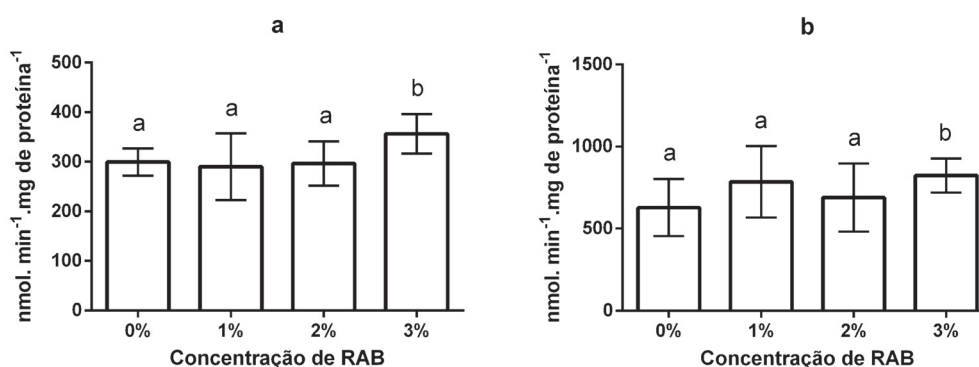 a
nmol. min⁻¹.mg de proteína⁻¹
500
400
300
200
100
0
a
a
a
b
0%
1%
2%
3%
Concentração de RAB
b
nmol. min⁻¹.mg de proteína⁻¹
1500
1000
500
0
a
a
a
b
0%
1%
2%
3%
Concentração de RAB